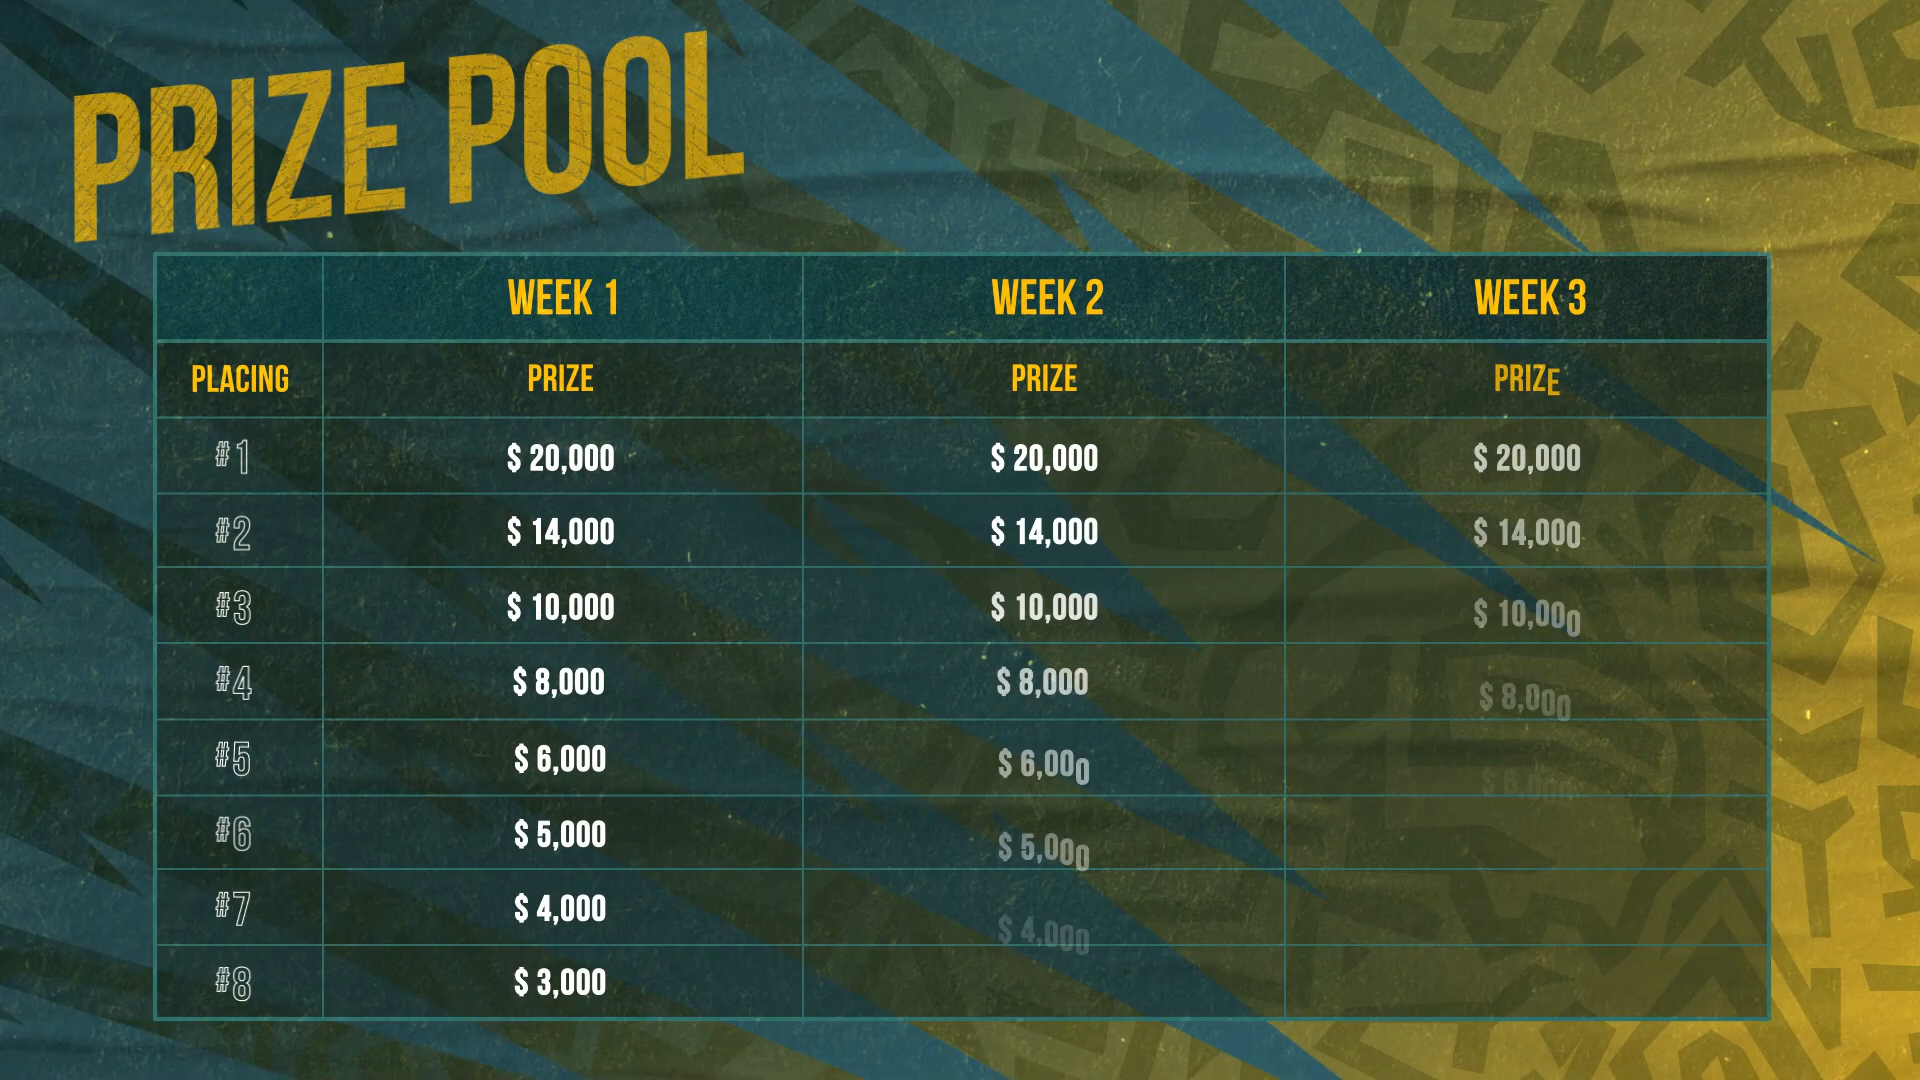 PRIZE POOL
WEEK 1 WEEK 2 WEEK 3
PLACING PRIZE PRIZE PRIZE
#1 $ 20,000 $ 20,000 $ 20,000
#2 $ 14,000 $ 14,000 $ 14,000
#3 $ 10,000 $ 10,000 $ 10,000
#4 $ 8,000 $ 8,000 $ 8,000
#5 $ 6,000 $ 6,000
#6 $ 5,000 $ 5,000
#7 $ 4,000 $ 4,000
#8 $ 3,000